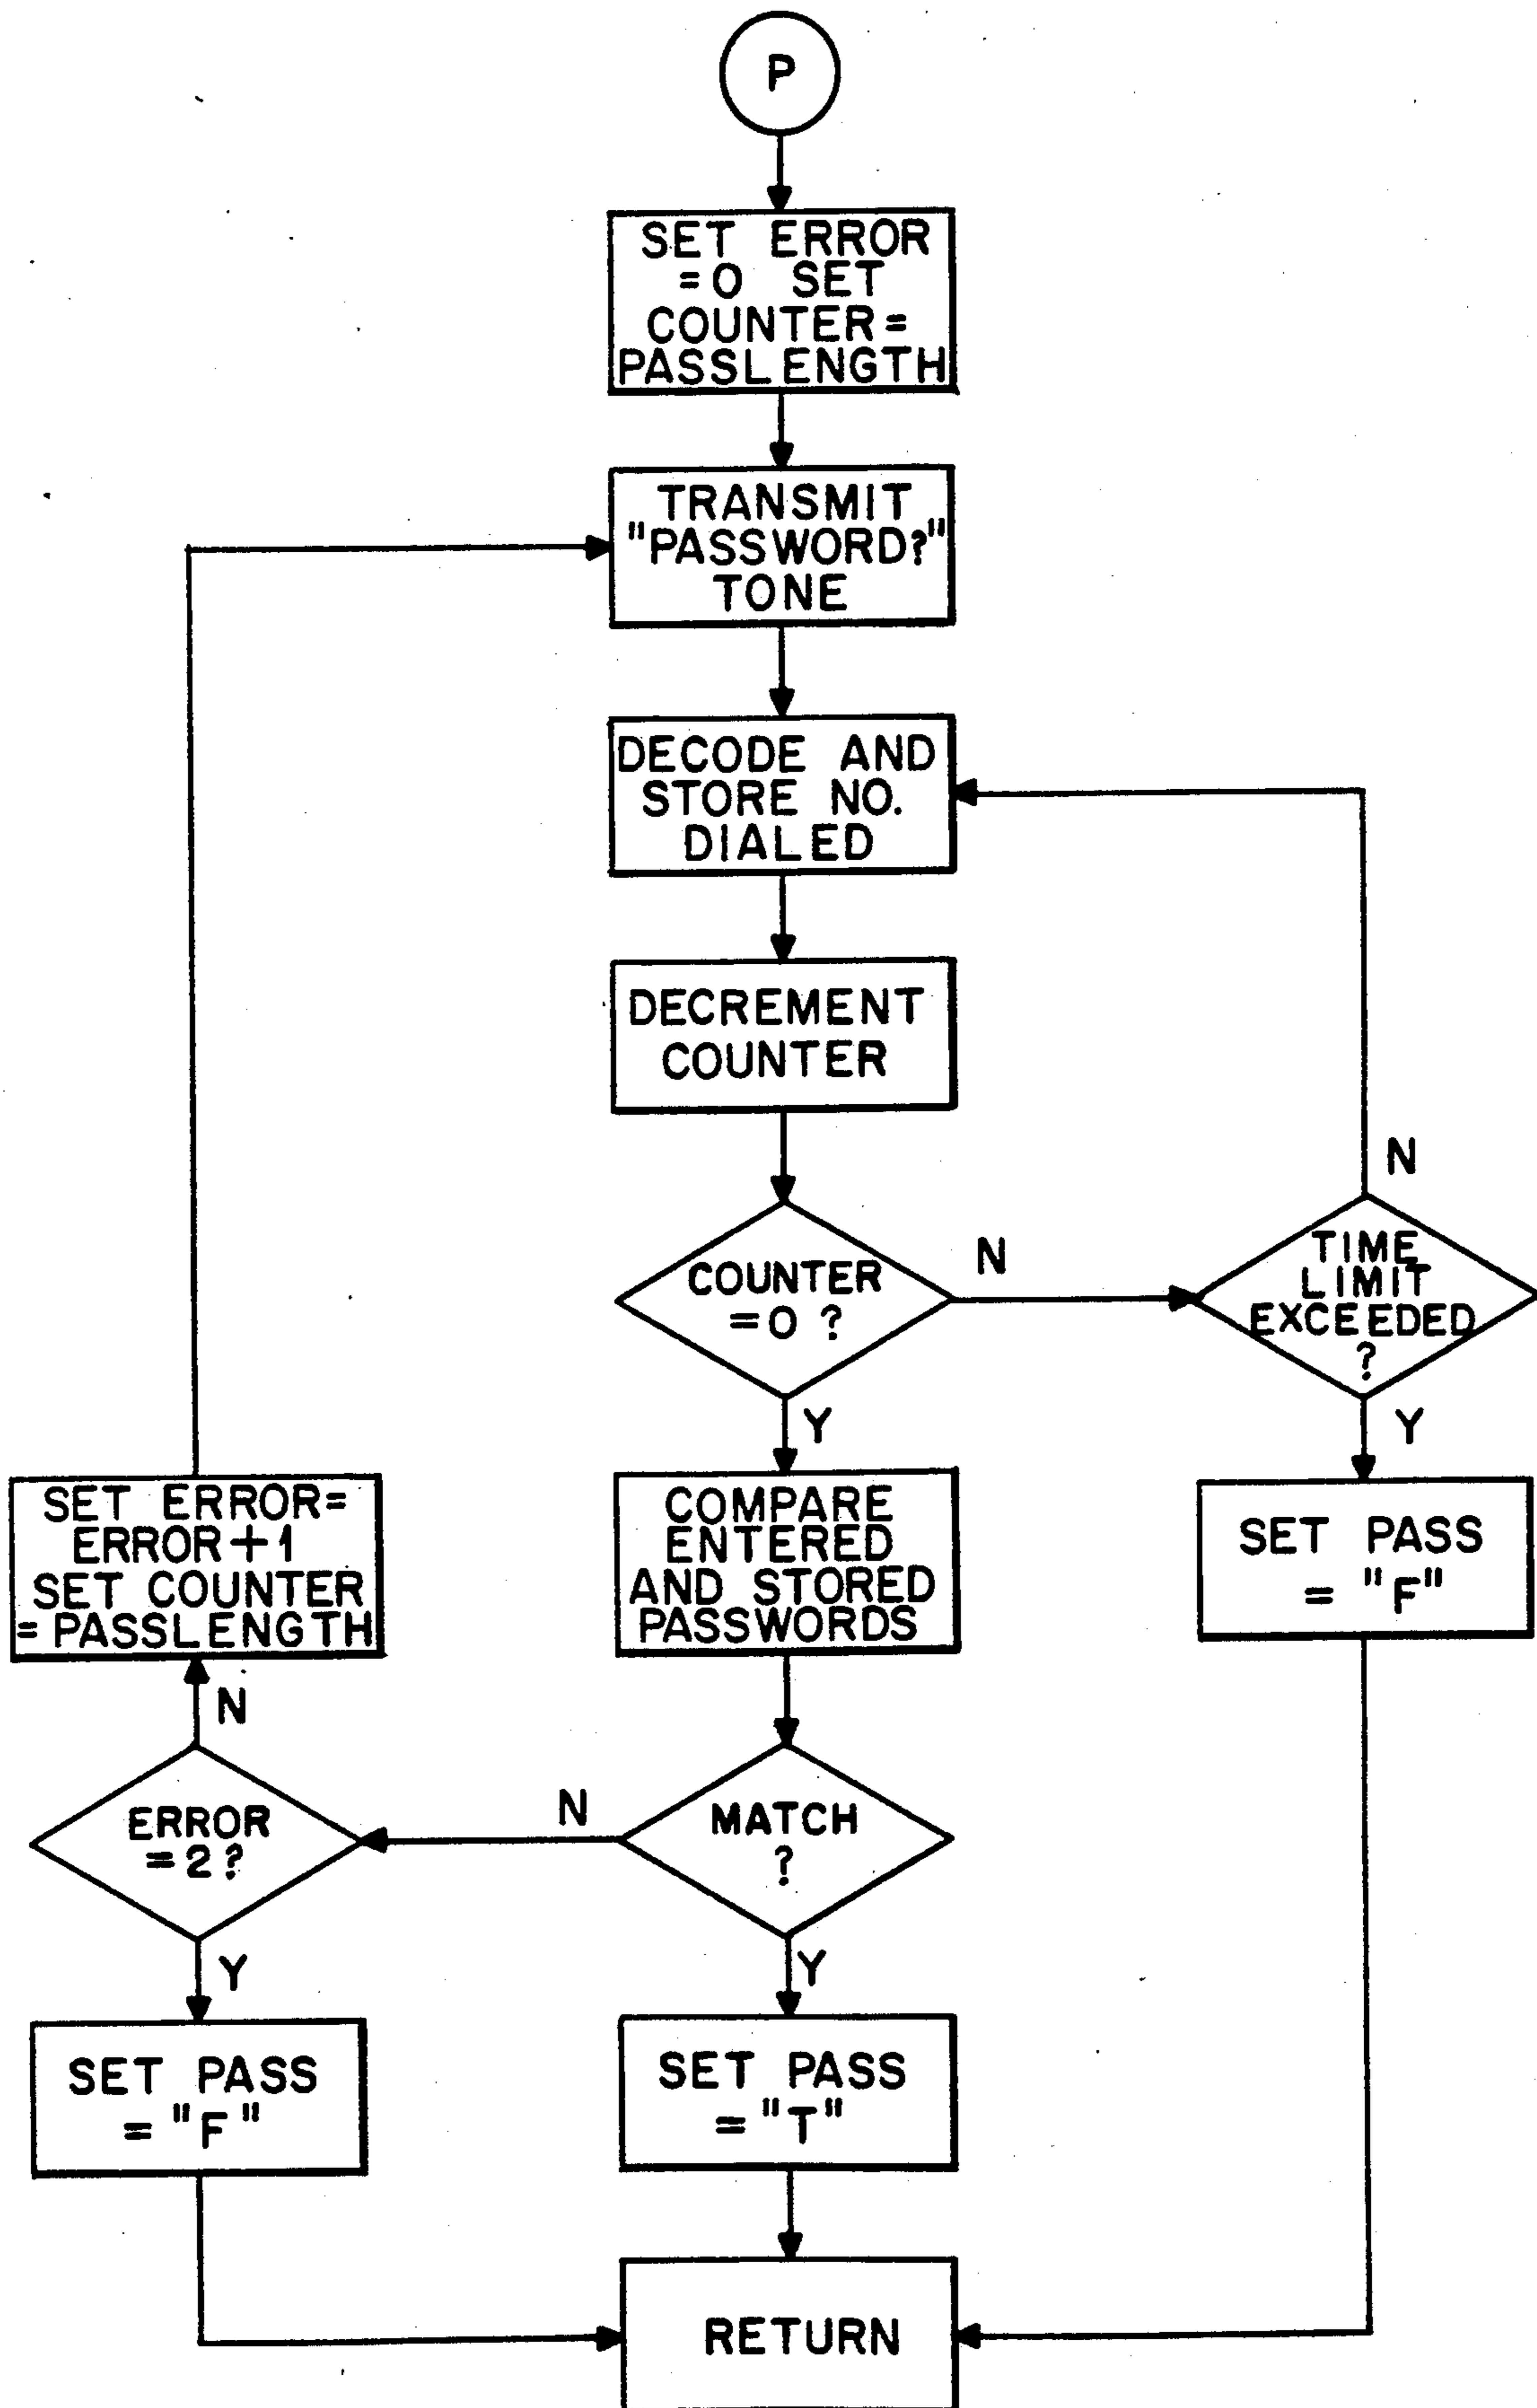 P
SET ERROR
=0 SET
COUNTER=
PASSLENGTH
TRANSMIT
"PASSWORD?"
TONE
DECODE AND
STORE NO.
DIALED
DECREMENT
COUNTER
COUNTER
=0 ?
N
TIME
LIMIT
EXCEEDED
?
N
Y
SET PASS
= "F"
Y
COMPARE
ENTERED
AND STORED
PASSWORDS
MATCH
?
N
ERROR
=2?
N
SET ERROR=
ERROR+1
SET COUNTER
=PASSLENGTH
Y
SET PASS
= "F"
Y
SET PASS
= "T"
RETURN